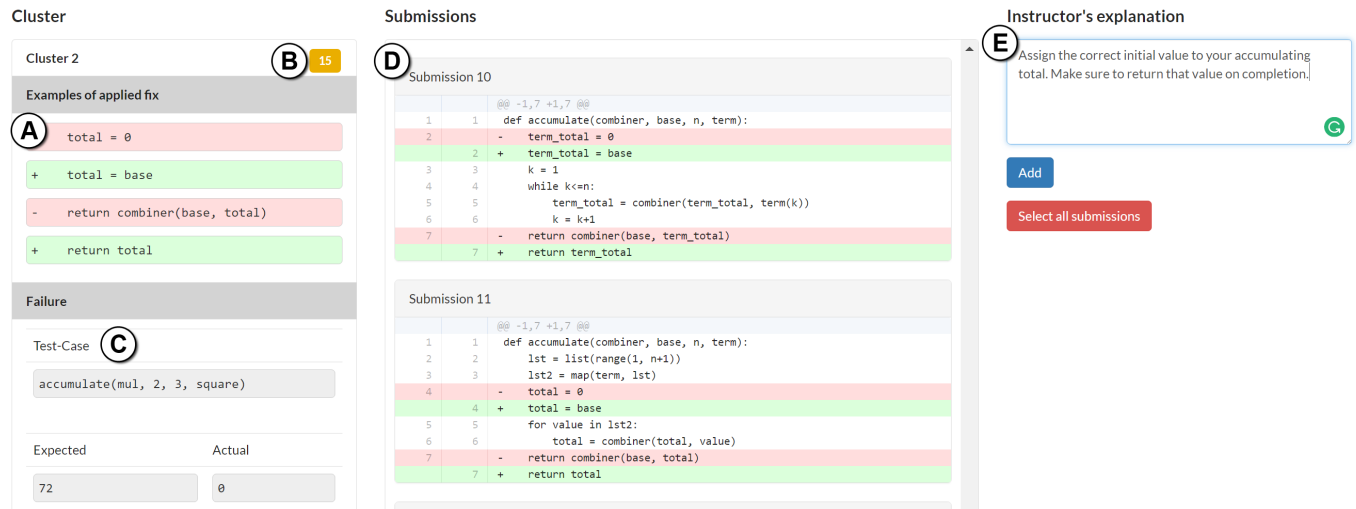 Cluster
Cluster 2
B
15
Examples of applied fix
A
total = 0
+ total = base
- return combiner(base, total)
+ return total
Failure
Test-Case
C
accumulate(mul, 2, 3, square)
Expected Actual
72 0
Submissions
D
Submission 10
@@ -1,7 +1,7 @@
1 1 def accumulate(combiner, base, n, term):
2 - term_total = 0
2 + term_total = base
3 3 k = 1
4 4 while k<=n:
5 5 term_total = combiner(term_total, term(k))
6 6 k = k+1
7 - return combiner(base, term_total)
7 + return term_total
Submission 11
@@ -1,7 +1,7 @@
1 1 def accumulate(combiner, base, n, term):
2 2 lst = list(range(1, n+1))
3 3 lst2 = map(term, lst)
4 - total = 0
4 + total = base
5 5 for value in lst2:
6 6 total = combiner(total, value)
7 - return combiner(base, total)
7 + return total
Instructor's explanation
E
Assign the correct initial value to your accumulating
total. Make sure to return that value on completion.
Add
Select all submissions